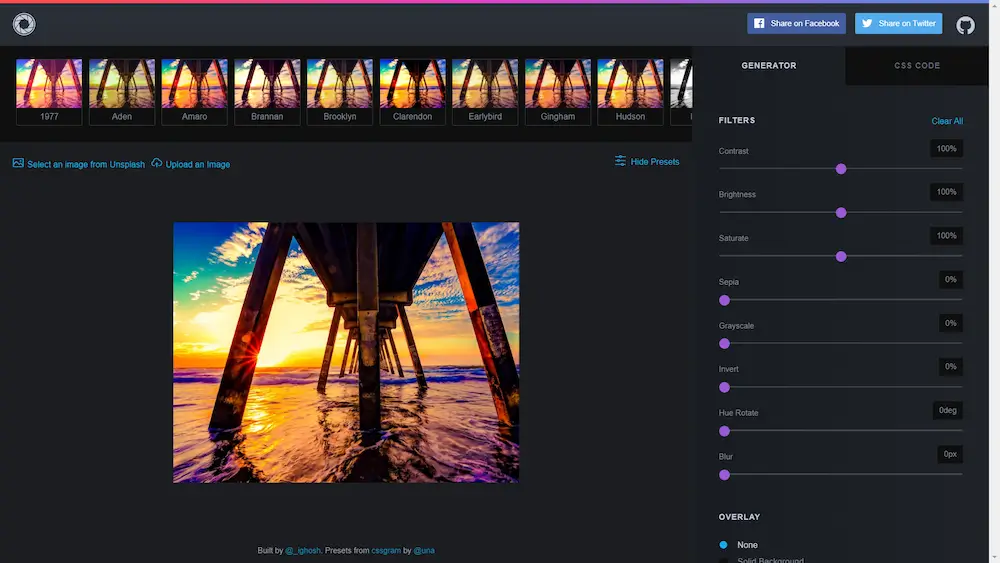 Share on Facebook
Share on Twitter
1977
Aden
Amaro
Brannan
Brooklyn
Clarendon
Earlybird
Gingham
Hudson
Select an image from Unsplash
Upload an Image
Hide Presets
GENERATOR
CSS CODE
FILTERS
Clear All
Contrast
100%
Brightness
100%
Saturate
100%
Sepia
0%
Grayscale
0%
Invert
0%
Hue Rotate
0deg
Blur
0px
OVERLAY
None
Solid Background
Built by @_ighosh. Presets from cssgram by @una